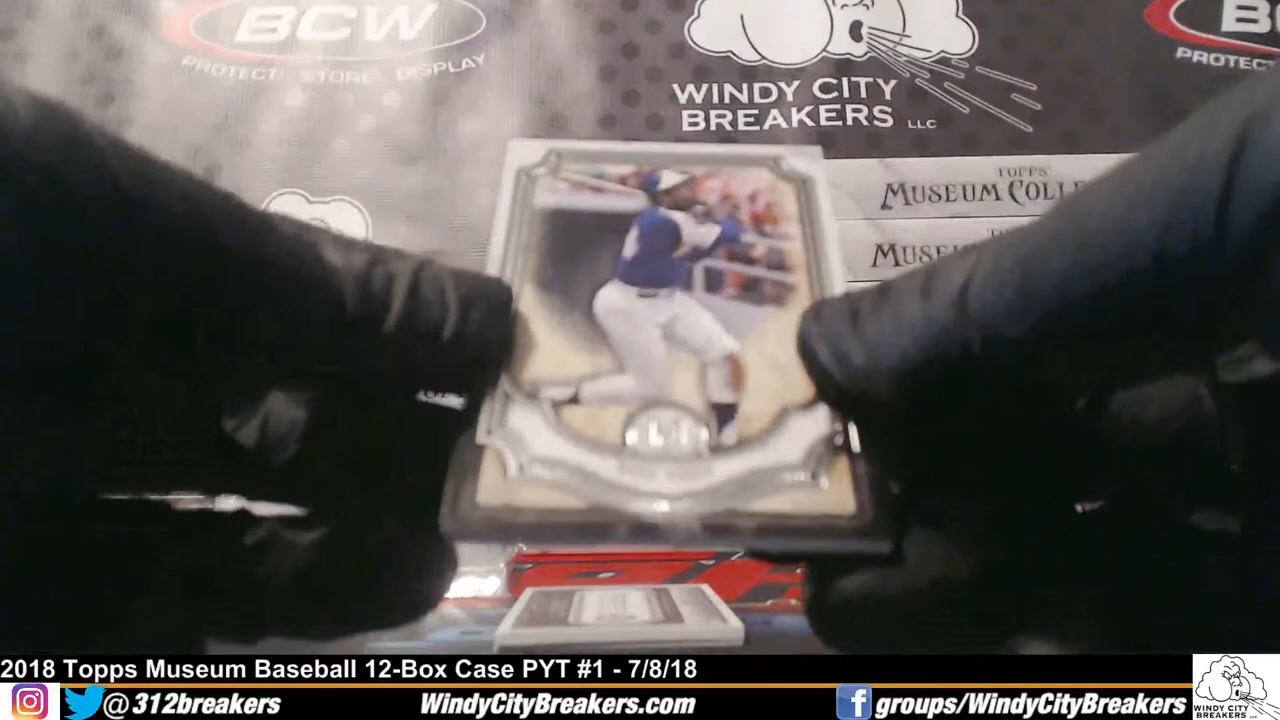 BCW
PROTECT STORE DISPLAY
WINDY CITY
BREAKERS LLC
PROTECT
TOPPS
MUSEUM COLL
MUSE
2018 Topps Museum Baseball 12-Box Case PYT #1 - 7/8/18
@312breakers
WindyCityBreakers.com
f groups/WindyCityBreakers
WINDY CITY
BREAKERS LLC